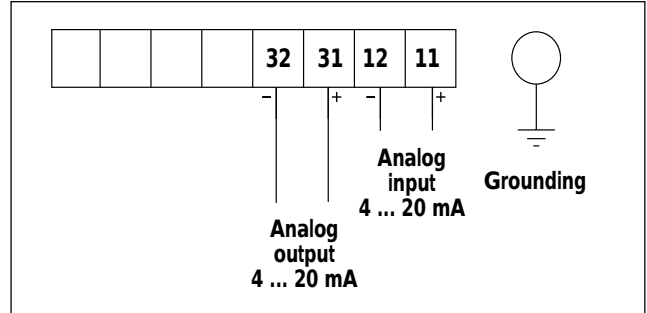 32 31 12 11
− + − +
Analog
input
4 ... 20 mA
Grounding
Analog
output
4 ... 20 mA